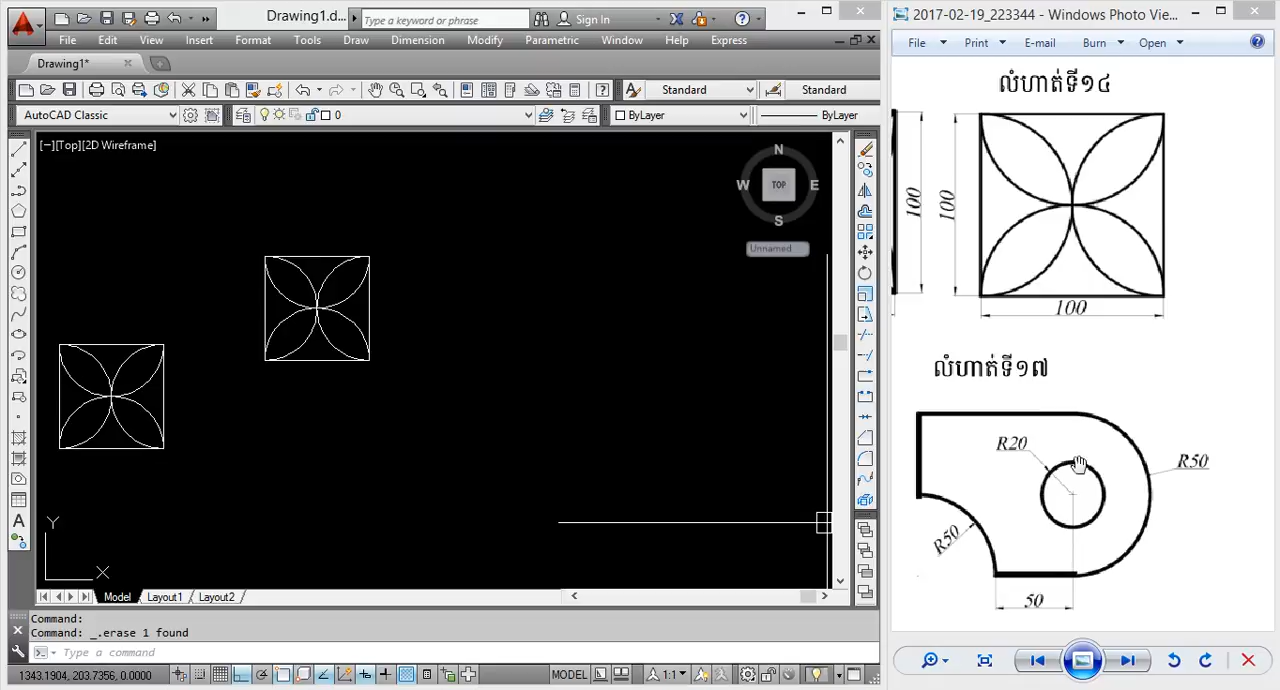 Drawing1.d...
Type a keyword or phrase
Sign In
File Edit View Insert Format Tools Draw Dimension Modify Parametric Window Help Express
Drawing1*
Standard
Standard
AutoCAD Classic
0
ByLayer
ByLayer
[−][Top][2D Wireframe]
N
W
TOP
E
S
Unnamed
Y
X
Model
Layout1
Layout2
Command:
Command: _.erase 1 found
Type a command
1343.1904, 203.7356, 0.0000
MODEL
1:1
2017-02-19_223344 - Windows Photo Vie...
File
Print
E-mail
Burn
Open
លំហាត់ទី១៤
100
100
100
លំហាត់ទី១៧
R20
R50
R50
50